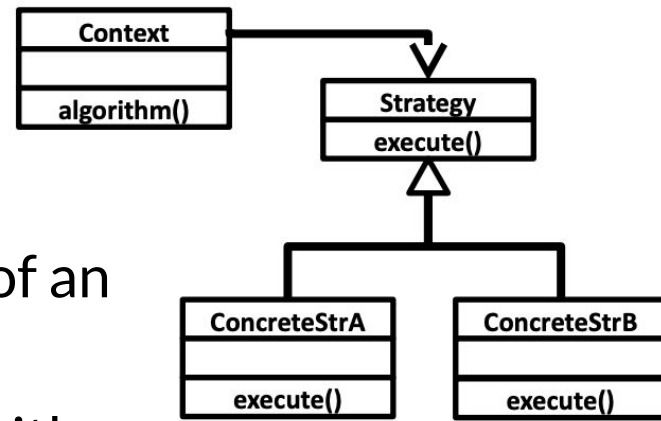 Context
algorithm()
Strategy
execute()
of an
ConcreteStrA
ConcreteStrB
execute()
execute()